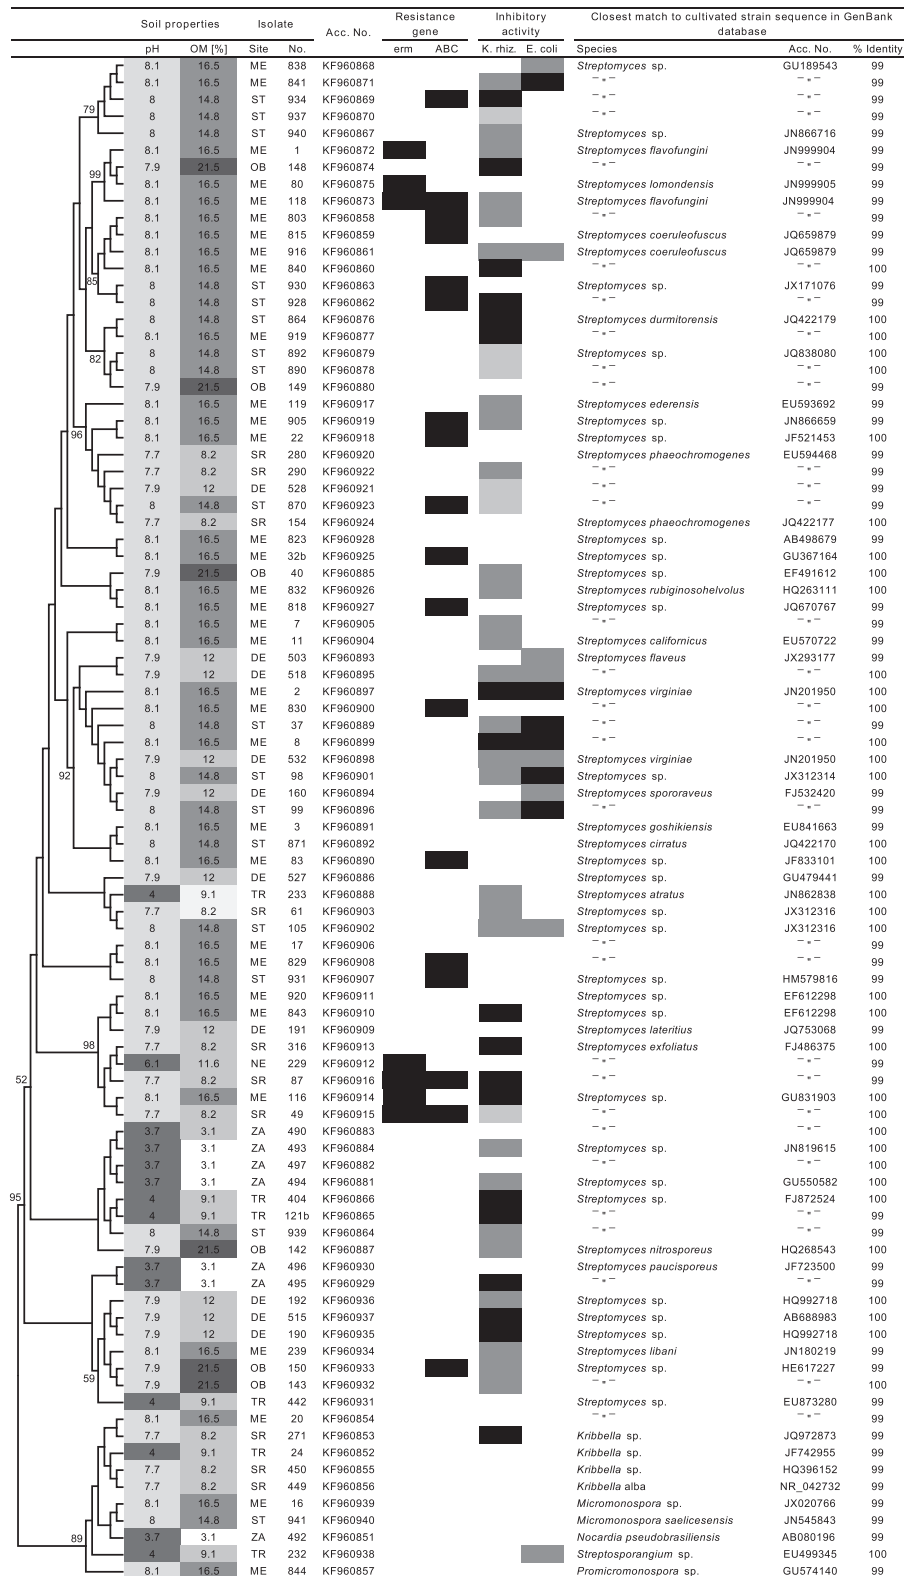 Soil properties Isolate Acc. No. Resistance gene Inhibitory activity Closest match to cultivated strain sequence in GenBank database
pH OM [%] Site No. erm ABC K. rhiz. E. coli Species Acc. No. % Identity
8.1 16.5 ME 838 KF960868 Streptomyces sp. GU189543 99
8.1 16.5 ME 841 KF960871 –"– –"– 99
79
8 14.8 ST 934 KF960869 –"– –"– 99
8 14.8 ST 937 KF960870 –"– –"– 99
8 14.8 ST 940 KF960867 Streptomyces sp. JN866716 99
8.1 16.5 ME 1 KF960872 Streptomyces flavofungini JN999904 99
7.9 21.5 OB 148 KF960874 –"– –"– 99
99
8.1 16.5 ME 80 KF960875 Streptomyces lomondensis JN999905 99
8.1 16.5 ME 118 KF960873 Streptomyces flavofungini JN999904 99
8.1 16.5 ME 803 KF960858 –"– –"– 99
8.1 16.5 ME 815 KF960859 Streptomyces coeruleofuscus JQ659879 99
8.1 16.5 ME 916 KF960861 Streptomyces coeruleofuscus JQ659879 99
8.1 16.5 ME 840 KF960860 –"– –"– 100
85
8 14.8 ST 930 KF960863 Streptomyces sp. JX171076 99
8 14.8 ST 928 KF960862 –"– –"– 99
8 14.8 ST 864 KF960876 Streptomyces durmitorensis JQ422179 100
8.1 16.5 ME 919 KF960877 –"– –"– 100
8 14.8 ST 892 KF960879 Streptomyces sp. JQ838080 100
82
8 14.8 ST 890 KF960878 –"– –"– 100
7.9 21.5 OB 149 KF960880 –"– –"– 99
8.1 16.5 ME 119 KF960917 Streptomyces ederensis EU593692 99
8.1 16.5 ME 905 KF960919 Streptomyces sp. JN866659 99
96
8.1 16.5 ME 22 KF960918 Streptomyces sp. JF521453 100
7.7 8.2 SR 280 KF960920 Streptomyces phaeochromogenes EU594468 99
7.7 8.2 SR 290 KF960922 –"– –"– 99
7.9 12 DE 528 KF960921 –"– –"– 99
8 14.8 ST 870 KF960923 –"– –"– 99
7.7 8.2 SR 154 KF960924 Streptomyces phaeochromogenes JQ422177 100
8.1 16.5 ME 823 KF960928 Streptomyces sp. AB498679 99
8.1 16.5 ME 32b KF960925 Streptomyces sp. GU367164 100
7.9 21.5 OB 40 KF960885 Streptomyces sp. EF491612 100
8.1 16.5 ME 832 KF960926 Streptomyces rubiginosohelvolus HQ263111 100
8.1 16.5 ME 818 KF960927 Streptomyces sp. JQ670767 99
8.1 16.5 ME 7 KF960905 –"– –"– 99
8.1 16.5 ME 11 KF960904 Streptomyces californicus EU570722 99
7.9 12 DE 503 KF960893 Streptomyces flaveus JX293177 99
7.9 12 DE 518 KF960895 –"– –"– 100
8.1 16.5 ME 2 KF960897 Streptomyces virginiae JN201950 100
8.1 16.5 ME 830 KF960900 –"– –"– 100
8 14.8 ST 37 KF960889 –"– –"– 99
8.1 16.5 ME 8 KF960899 –"– –"– 100
7.9 12 DE 532 KF960898 Streptomyces virginiae JN201950 100
92
8 14.8 ST 98 KF960901 Streptomyces sp. JX312314 100
7.9 12 DE 160 KF960894 Streptomyces spororaveus FJ532420 100
8 14.8 ST 99 KF960896 –"– –"– 99
8.1 16.5 ME 3 KF960891 Streptomyces goshikiensis EU841663 99
8 14.8 ST 871 KF960892 Streptomyces cirratus JQ422170 100
8.1 16.5 ME 83 KF960890 Streptomyces sp. JF833101 100
7.9 12 DE 527 KF960886 Streptomyces sp. GU479441 99
4 9.1 TR 233 KF960888 Streptomyces atratus JN862838 100
7.7 8.2 SR 61 KF960903 Streptomyces sp. JX312316 100
8 14.8 ST 105 KF960902 Streptomyces sp. JX312316 100
8.1 16.5 ME 17 KF960906 –"– –"– 99
8.1 16.5 ME 829 KF960908 –"– –"– 99
8 14.8 ST 931 KF960907 Streptomyces sp. HM579816 99
8.1 16.5 ME 920 KF960911 Streptomyces sp. EF612298 100
8.1 16.5 ME 843 KF960910 Streptomyces sp. EF612298 100
7.9 12 DE 191 KF960909 Streptomyces lateritius JQ753068 99
98
7.7 8.2 SR 316 KF960913 Streptomyces exfoliatus FJ486375 100
6.1 11.6 NE 229 KF960912 –"– –"– 99
52
7.7 8.2 SR 87 KF960916 –"– –"– 99
8.1 16.5 ME 116 KF960914 Streptomyces sp. GU831903 100
7.7 8.2 SR 49 KF960915 –"– –"– 100
3.7 3.1 ZA 490 KF960883 –"– –"– 100
3.7 3.1 ZA 493 KF960884 Streptomyces sp. JN819615 100
3.7 3.1 ZA 497 KF960882 –"– –"– 100
3.7 3.1 ZA 494 KF960881 Streptomyces sp. GU550582 100
95
4 9.1 TR 404 KF960866 Streptomyces sp. FJ872524 100
4 9.1 TR 121b KF960865 –"– –"– 99
8 14.8 ST 939 KF960864 –"– –"– 99
7.9 21.5 OB 142 KF960887 Streptomyces nitrosporeus HQ268543 100
3.7 3.1 ZA 496 KF960930 Streptomyces paucisporeus JF723500 99
3.7 3.1 ZA 495 KF960929 –"– –"– 99
7.9 12 DE 192 KF960936 Streptomyces sp. HQ992718 100
7.9 12 DE 515 KF960937 Streptomyces sp. AB688983 100
7.9 12 DE 190 KF960935 Streptomyces sp. HQ992718 100
8.1 16.5 ME 239 KF960934 Streptomyces libani JN180219 99
7.9 21.5 OB 150 KF960933 Streptomyces sp. HE617227 99
59
7.9 21.5 OB 143 KF960932 –"– –"– 100
4 9.1 TR 442 KF960931 Streptomyces sp. EU873280 99
8.1 16.5 ME 20 KF960854 –"– –"– 99
7.7 8.2 SR 271 KF960853 Kribbella sp. JQ972873 99
4 9.1 TR 24 KF960852 Kribbella sp. JF742955 99
7.7 8.2 SR 450 KF960855 Kribbella sp. HQ396152 99
7.7 8.2 SR 449 KF960856 Kribbella alba NR_042732 99
8.1 16.5 ME 16 KF960939 Micromonospora sp. JX020766 99
8 14.8 ST 941 KF960940 Micromonospora saelicesensis JN545843 99
89
3.7 3.1 ZA 492 KF960851 Nocardia pseudobrasiliensis AB080196 99
4 9.1 TR 232 KF960938 Streptosporangium sp. EU499345 100
8.1 16.5 ME 844 KF960857 Promicromonospora sp. GU574140 99